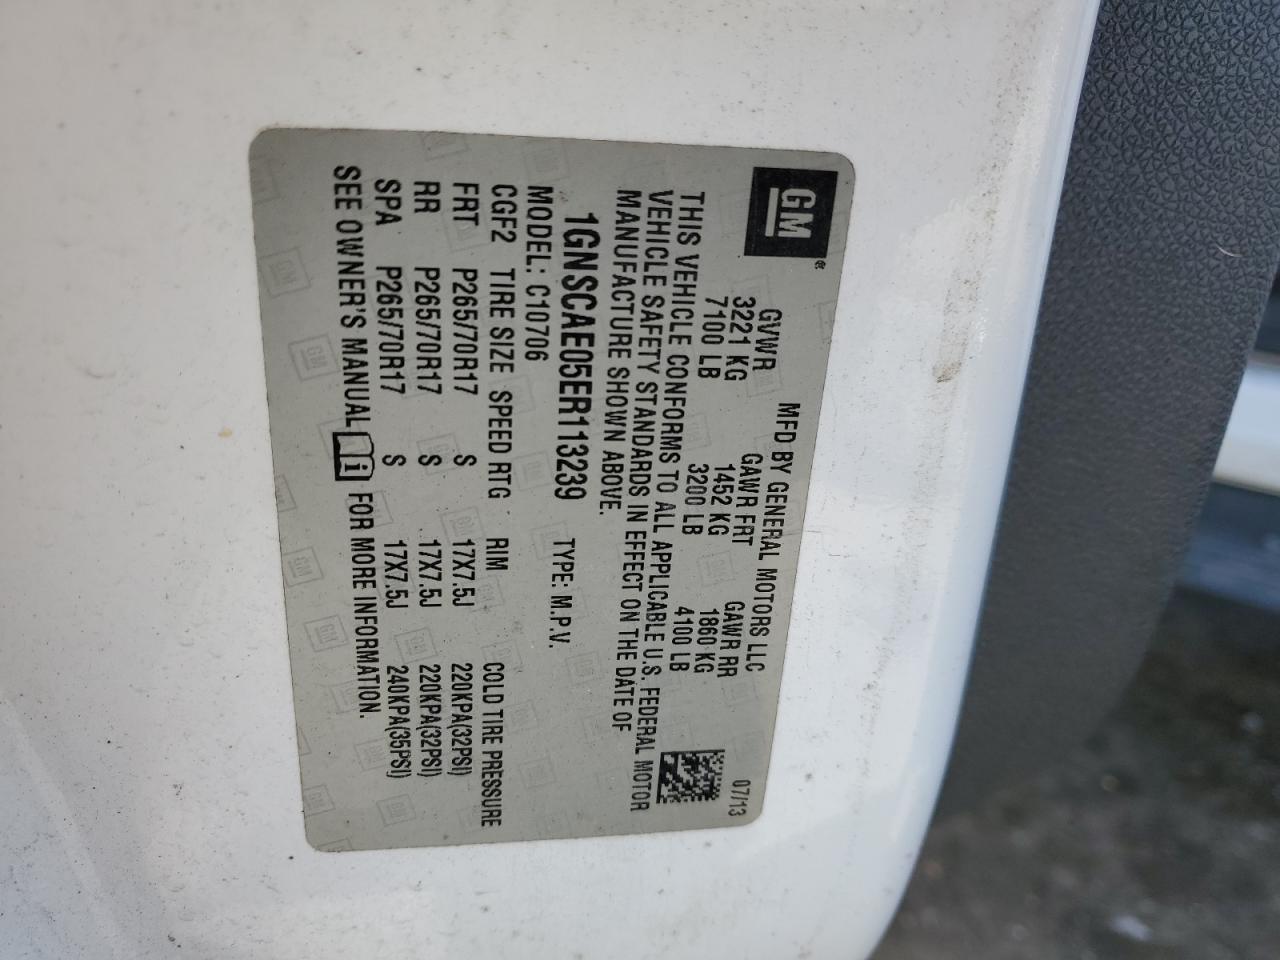 GM®
MFD BY GENERAL MOTORS LLC 07/13
GVWR GAWR FRT GAWR RR
3221 KG 1452 KG 1860 KG
7100 LB 3200 LB 4100 LB
THIS VEHICLE CONFORMS TO ALL APPLICABLE U.S. FEDERAL MOTOR
VEHICLE SAFETY STANDARDS IN EFFECT ON THE DATE OF
MANUFACTURE SHOWN ABOVE.
1GNSCAE05ER113239 TYPE: M.P.V.
MODEL: C10706
CGF2 TIRE SIZE SPEED RTG RIM COLD TIRE PRESSURE
FRT P265/70R17 S 17X7.5J 220KPA(32PSI)
RR P265/70R17 S 17X7.5J 220KPA(32PSI)
SPA P265/70R17 S 17X7.5J 240KPA(35PSI)
SEE OWNER'S MANUAL i FOR MORE INFORMATION.